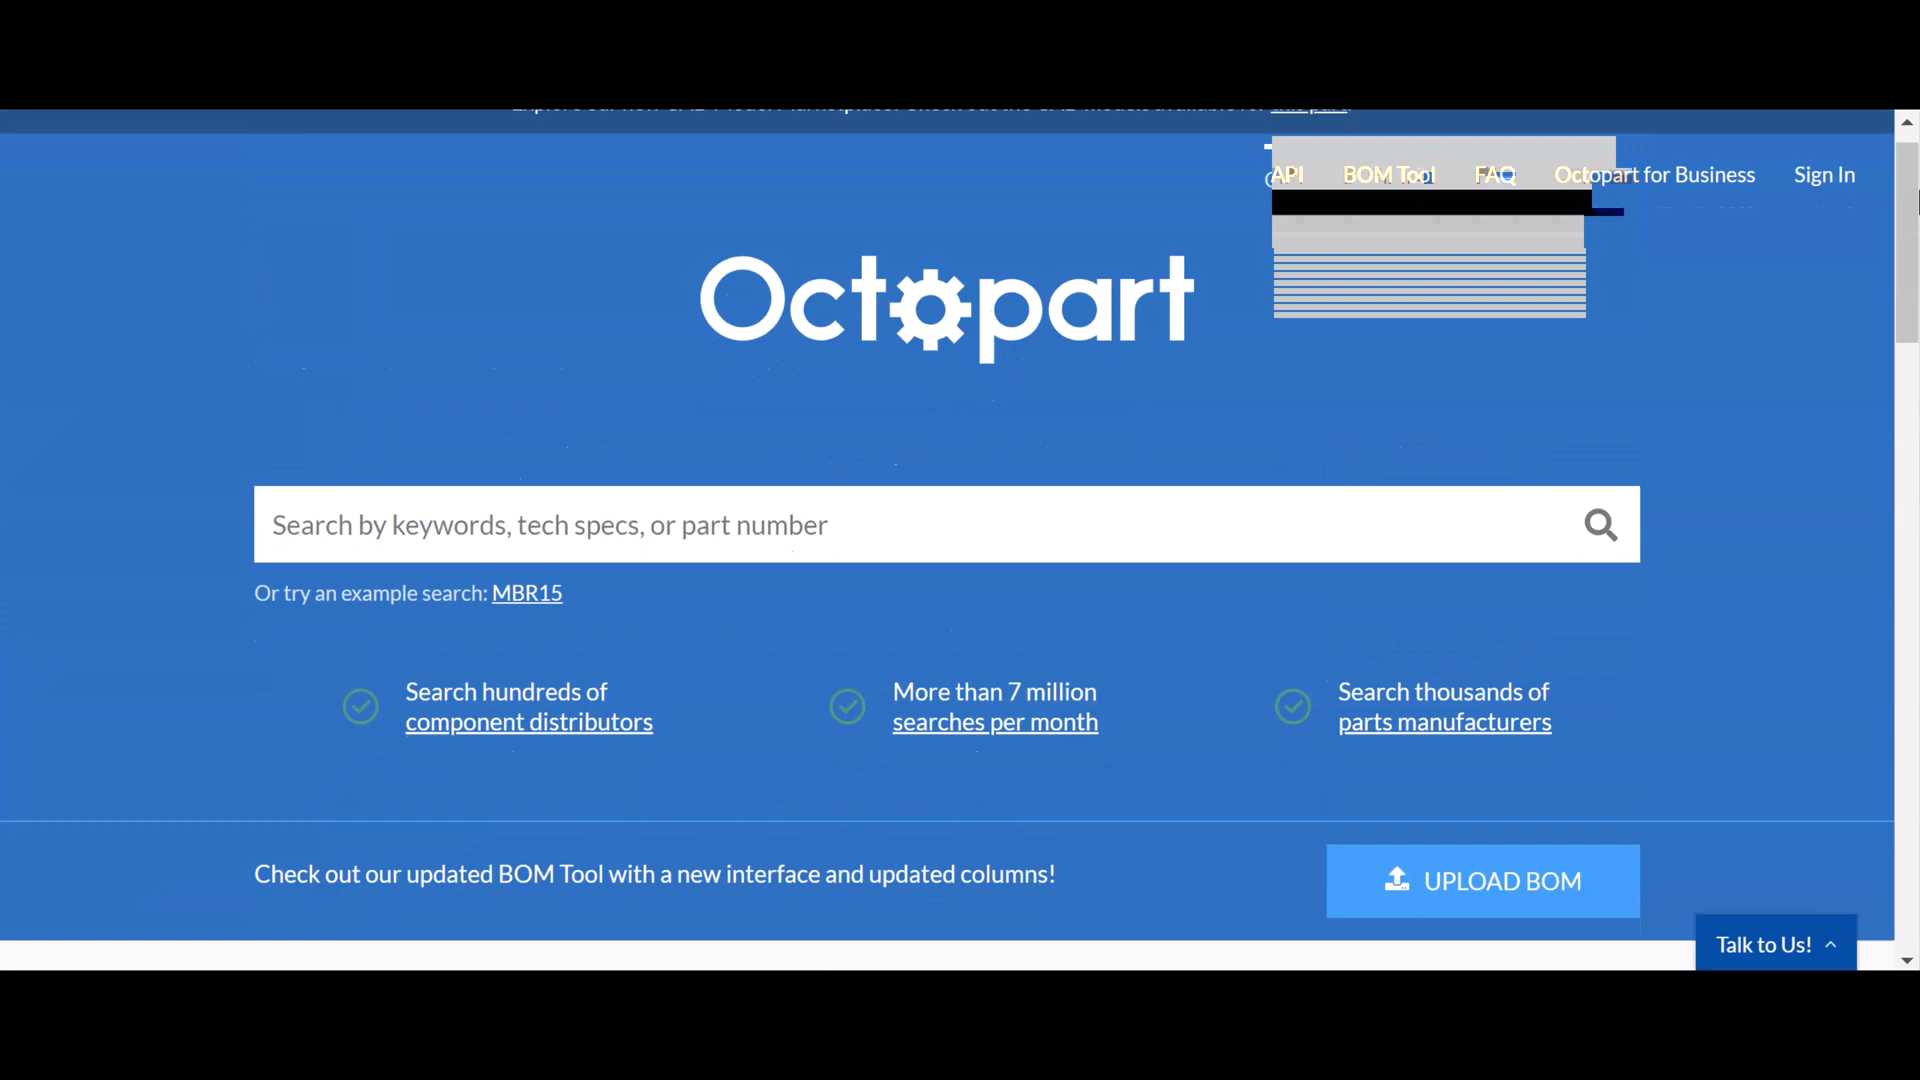 API BOM Tool FAQ Octopart for Business Sign In
Octopart
Search by keywords, tech specs, or part number
Or try an example search: MBR15
Search hundreds of
component distributors
More than 7 million
searches per month
Search thousands of
parts manufacturers
Check out our updated BOM Tool with a new interface and updated columns!
UPLOAD BOM
Talk to Us!